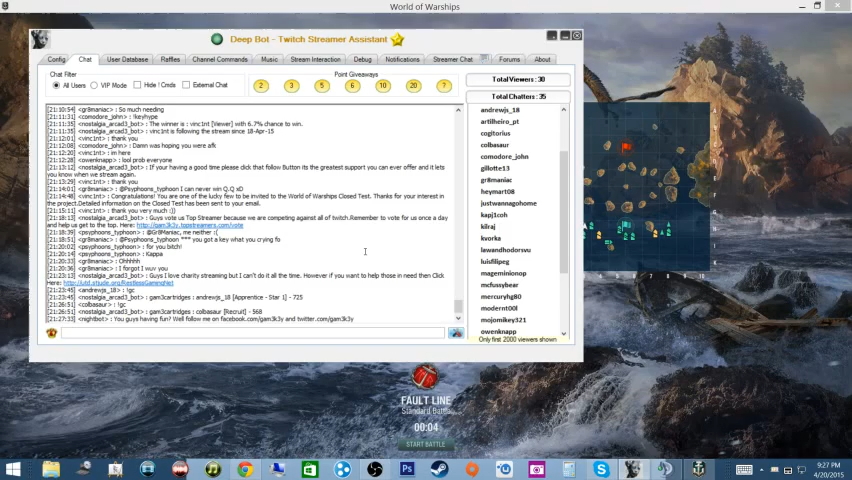 World of Warships
Deep Bot - Twitch Streamer Assistant
Config Chat User Database Raffles Channel Commands Music Stream Interaction Debug Notifications Streamer Chat Forums About
Chat Filter
All Users VIP Mode Hide ! Cmds External Chat
Point Giveaways
2 3 5 6 10 20 ?
Total Viewers: 30
Total Chatters: 35
[21:10:54] <gr8maniac> : So much needing
[21:11:31] <comodore_john> : !keyhype
[21:11:35] <nostalgia_arcad3_bot> : The winner is : vinc1nt [Viewer] with 6.7% chance to win.
[21:11:35] <nostalgia_arcad3_bot> : vinc1nt is following the stream since 18-Apr-15
[21:12:01] <vinc1nt> : thank you
[21:12:08] <comodore_john> : Damn was hoping you were afk
[21:12:20] <vinc1nt> : im here
[21:12:28] <owenknapp> : lool prob everyone
[21:13:12] <nostalgia_arcad3_bot> : If your having a good time please click that follow Button its the greatest support you can ever offer and it lets
you know when we stream again.
[21:13:29] <vinc1nt> : thank you
[21:14:01] <gr8maniac> : @Psyphoons_typhoon I can never win Q.Q xD
[21:14:48] <vinc1nt> : Congratulations! You are one of the lucky few to be invited to the World of Warships Closed Test. Thanks for your interest in
the project.Detailed information on the Closed Test has been sent to your email.
[21:15:11] <vinc1nt> : thank you very much :))
[21:18:13] <nostalgia_arcad3_bot> : Guys vote us Top Streamer because we are competing against all of twitch.Remember to vote for us once a day
and help us get to the top. Here: http://gam3k3y.topstreamers.com/vote
[21:18:39] <psyphoons_typhoon> : @Gr8Maniac, me neither :(
[21:18:51] <gr8maniac> : @Psyphoons_typhoon *** you got a key what you crying fo
[21:20:02] <psyphoons_typhoon> : for you bitch!
[21:20:14] <psyphoons_typhoon> : Kappa
[21:20:33] <gr8maniac> : Ohhhhh
[21:20:36] <gr8maniac> : I forgot I wuv you
[21:23:13] <nostalgia_arcad3_bot> : Guys I love charity streaming but I can't do it all the time. However if you want to help those in need then Click
Here: http://utd.stjude.org/RestlessGamingNet
[21:23:45] <andrewjs_18> : !gc
[21:23:45] <nostalgia_arcad3_bot> : gam3cartridges : andrewjs_18 [Apprentice - Star 1] - 725
[21:26:51] <colbasaur> : !gc
[21:26:51] <nostalgia_arcad3_bot> : gam3cartridges : colbasaur [Recruit] - 568
[21:27:33] <nightbot> : You guys having fun? Well follow me on facebook.com/gam3k3y and twitter.com/gam3k3y
andrewjs_18
artilheiro_pt
cogitorius
colbasaur
comodore_john
gillotte13
gr8maniac
heymart08
justwannagohome
kapj1coh
kilraj
kvorka
lawandhodorsvu
luisfilipeok
mageminionop
mcfussybear
mercuryhg80
modernt00l
mojomikey321
owenknapp
Only first 2000 viewers shown
5 6 7 8 9 10
FAULT LINE
Standard Battle
00:04
START BATTLE
9:27 PM
4/20/2015